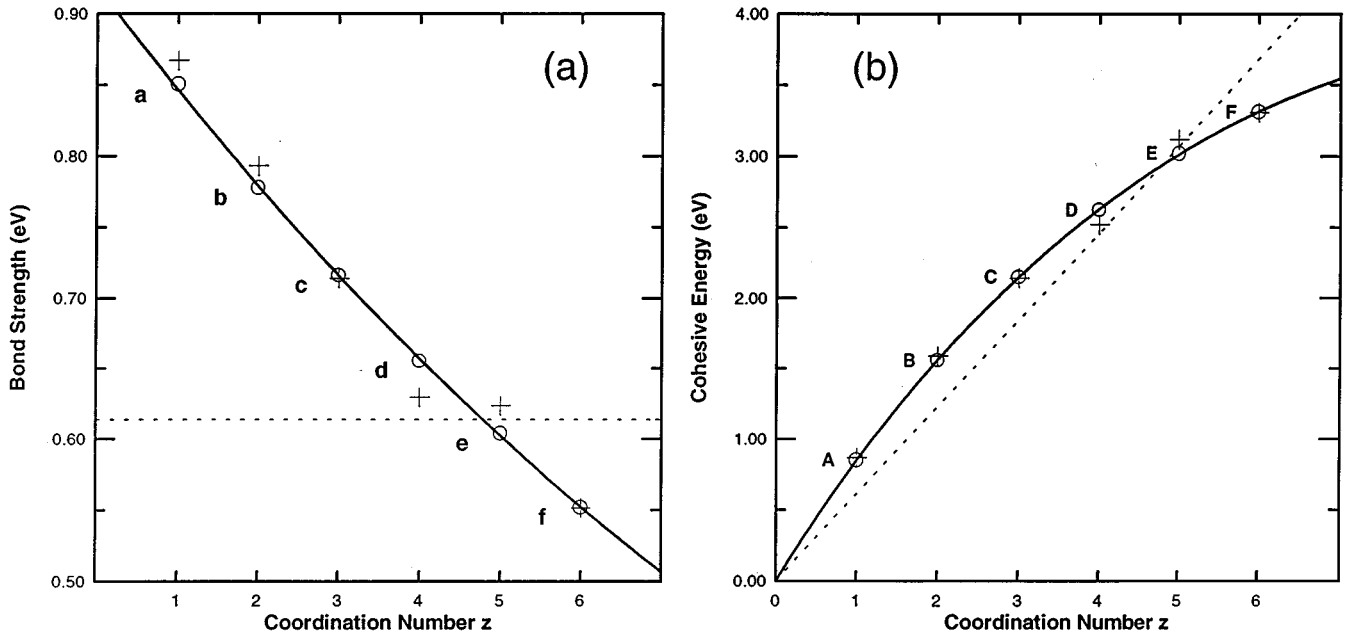 (a)
0.90
0.80
0.70
0.60
0.50
Bond Strength (eV)
a
b
c
d
e
f
1 2 3 4 5 6
Coordination Number z
(b)
4.00
3.00
2.00
1.00
0.00
Cohesive Energy (eV)
F
E
D
C
B
A
0 1 2 3 4 5 6
Coordination Number z